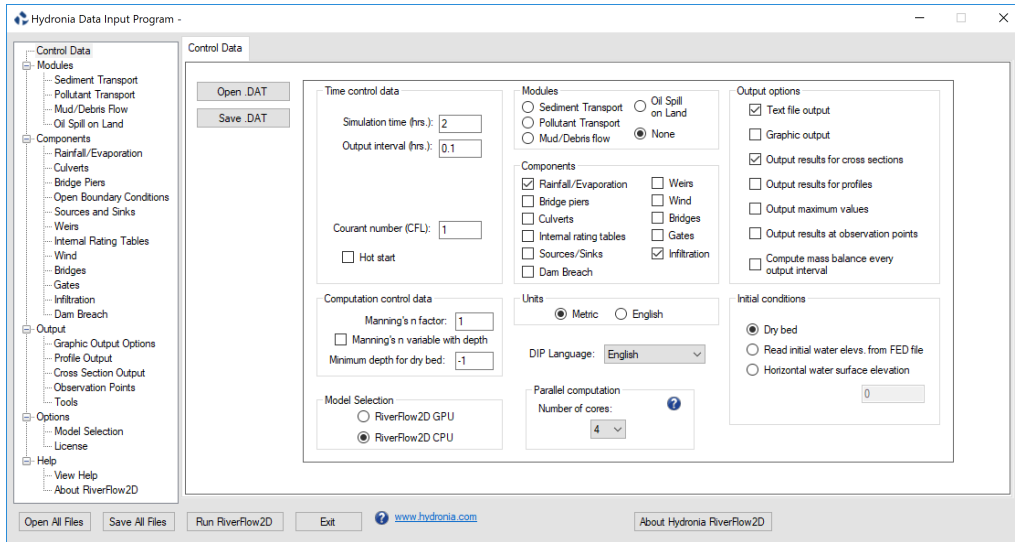 Hydronia Data Input Program -
Control Data
Modules
Sediment Transport
Pollutant Transport
Mud/Debris Flow
Oil Spill on Land
Components
Rainfall/Evaporation
Culverts
Bridge Piers
Open Boundary Conditions
Sources and Sinks
Weirs
Internal Rating Tables
Wind
Bridges
Gates
Infiltration
Dam Breach
Output
Graphic Output Options
Profile Output
Cross Section Output
Observation Points
Tools
Options
Model Selection
License
Help
View Help
About RiverFlow2D
Control Data
Open .DAT
Save .DAT
Time control data
Simulation time (hrs.): 2
Output interval (hrs.): 0.1
Courant number (CFL): 1
Hot start
Computation control data
Manning's n factor: 1
Manning's n variable with depth
Minimum depth for dry bed: -1
Model Selection
RiverFlow2D GPU
RiverFlow2D CPU
Modules
Sediment Transport
Pollutant Transport
Mud/Debris flow
Oil Spill
on Land
None
Components
Rainfall/Evaporation
Bridge piers
Culverts
Internal rating tables
Sources/Sinks
Dam Breach
Weirs
Wind
Bridges
Gates
Infiltration
Units
Metric English
DIP Language: English
Parallel computation
Number of cores:
4
Output options
Text file output
Graphic output
Output results for cross sections
Output results for profiles
Output maximum values
Output results at observation points
Compute mass balance every
output interval
Initial conditions
Dry bed
Read initial water elevs. from FED file
Horizontal water surface elevation
0
Open All Files Save All Files Run RiverFlow2D Exit www.hydronia.com About Hydronia RiverFlow2D